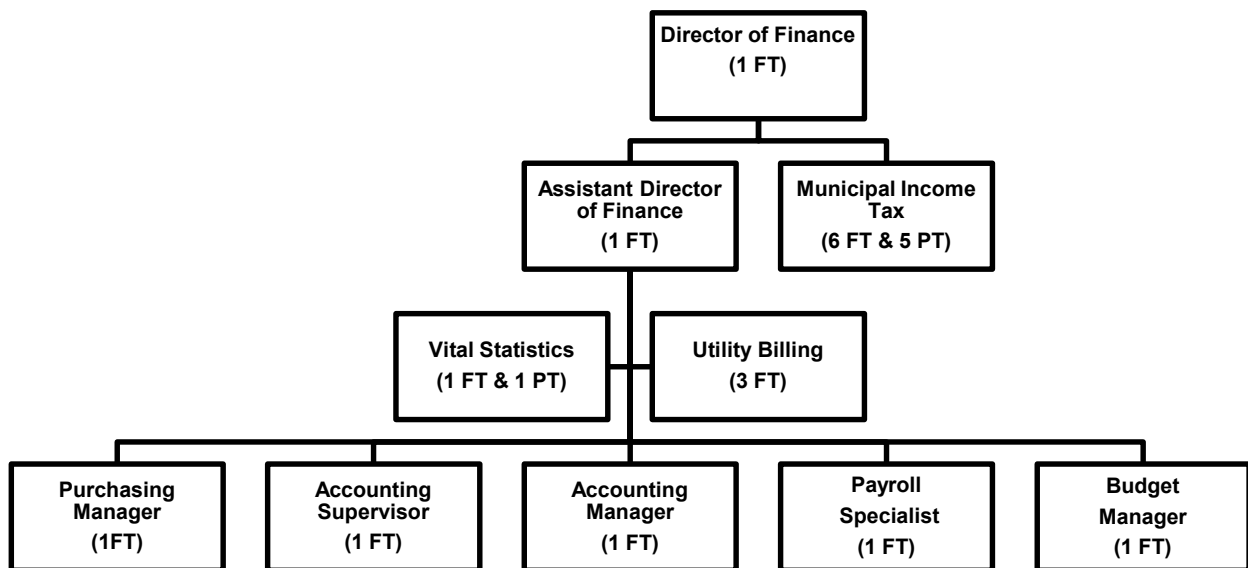 Director of Finance
(1 FT)
Assistant Director
of Finance
(1 FT)
Municipal Income
Tax
(6 FT & 5 PT)
Vital Statistics
(1 FT & 1 PT)
Utility Billing
(3 FT)
Purchasing
Manager
(1FT)
Accounting
Supervisor
(1 FT)
Accounting
Manager
(1 FT)
Payroll
Specialist
(1 FT)
Budget
Manager
(1 FT)